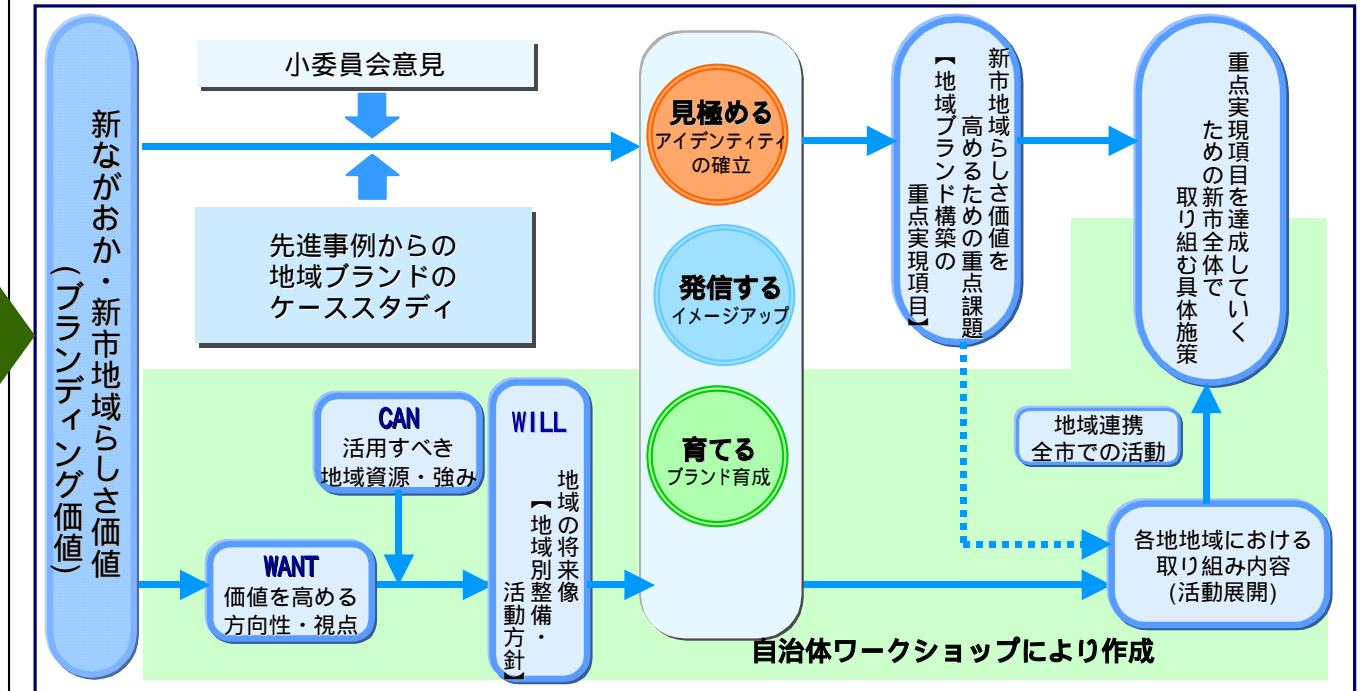 新ながおか・新市地域らしさ価値
(ブランディング価値)
小委員会意見
先進事例からの
地域ブランドの
ケーススタディ
CAN
活用すべき
地域資源・強み
WANT
価値を高める
方向性・視点
WILL
地域の将来像
【地域別整備・
活動方針】
見極める
アイデンティティ
の確立
発信する
イメージアップ
育てる
ブランド育成
新市地域らしさ価値を
高めるための重点課題
【地域ブランド構築の
重点実現項目】
重点実現項目を達成していく
ための新市全体で
取り組む具体施策
地域連携
全市での活動
各地地域における
取り組み内容
(活動展開)
自治体ワークショップにより作成